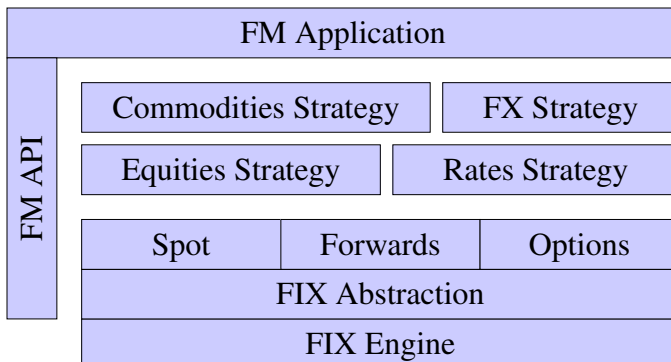 FM Application
FM API
Commodities Strategy
FX Strategy
Equities Strategy
Rates Strategy
Spot
Forwards
Options
FIX Abstraction
FIX Engine